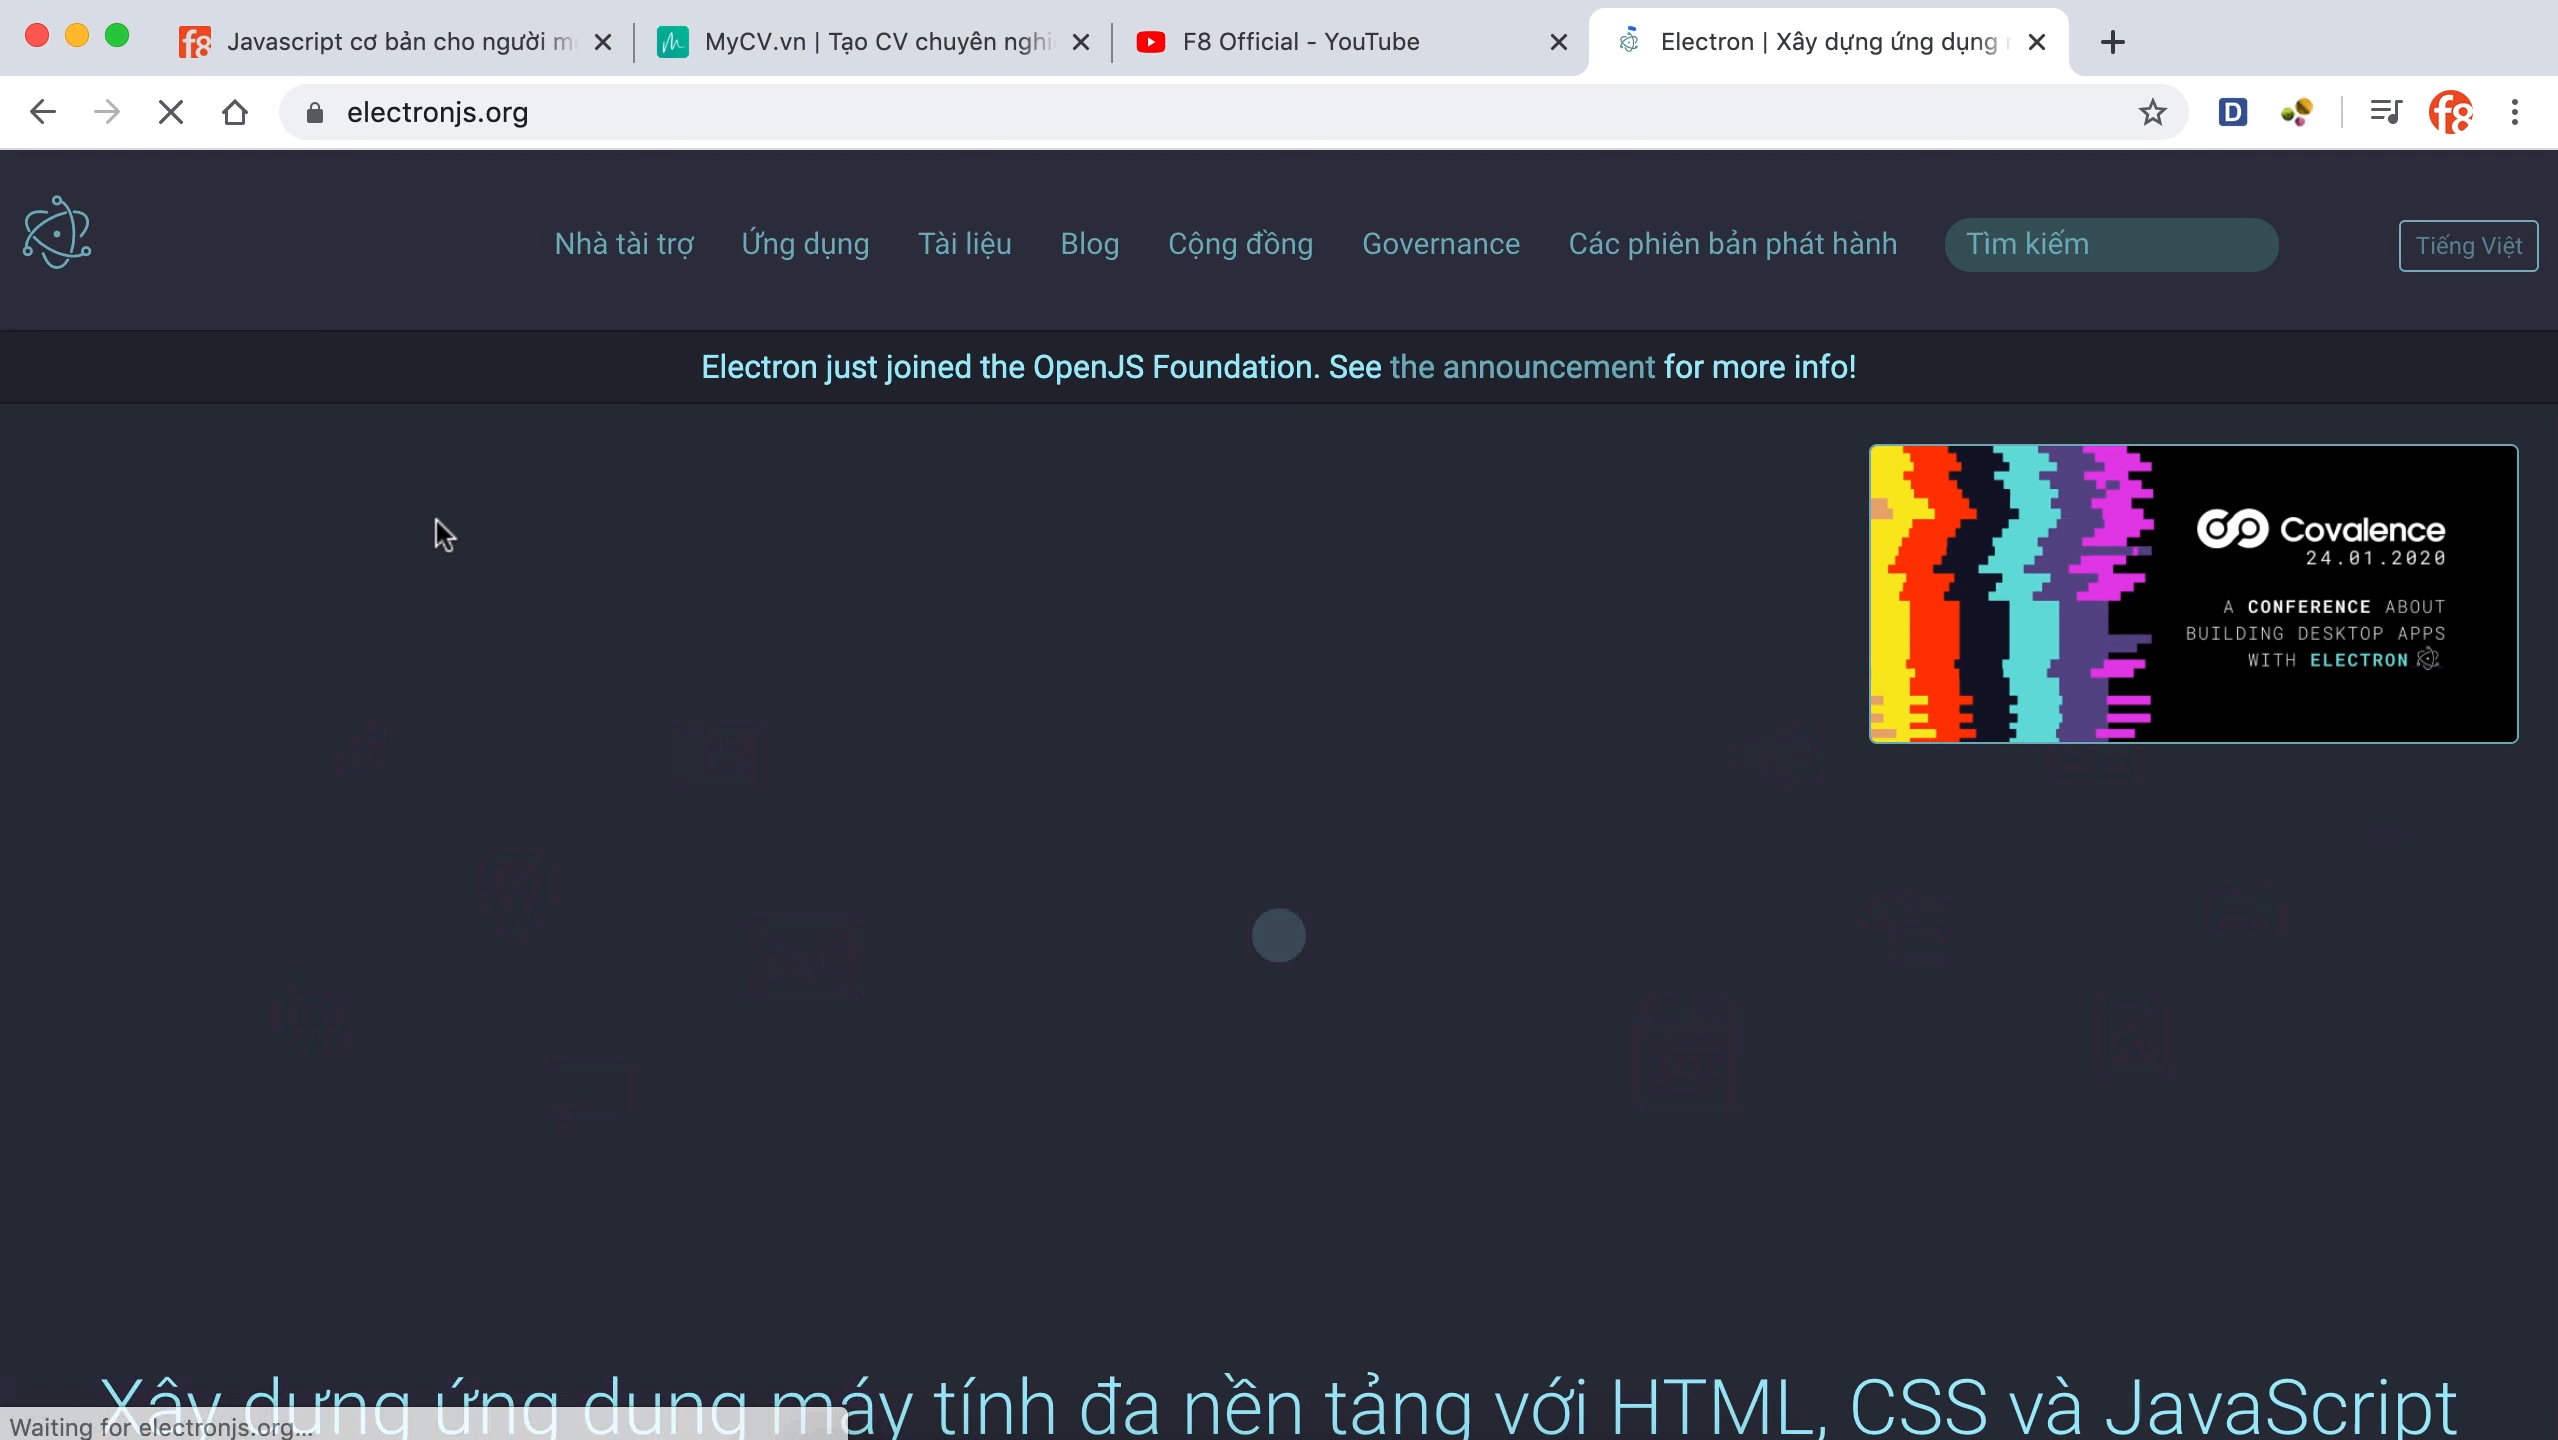 f8 Javascript cơ bản cho người m
MyCV.vn | Tạo CV chuyên nghi
F8 Official - YouTube
Electron | Xây dựng ứng dụng
electronjs.org
D
f8
Nhà tài trợ
Ứng dụng
Tài liệu
Blog
Cộng đồng
Governance
Các phiên bản phát hành
Tìm kiếm
Tiếng Việt
Electron just joined the OpenJS Foundation. See the announcement for more info!
Covalence
24.01.2020
A CONFERENCE ABOUT
BUILDING DESKTOP APPS
WITH ELECTRON
Xây dựng ứng dụng máy tính đa nền tảng với HTML, CSS và JavaScript
Waiting for electronjs.org...